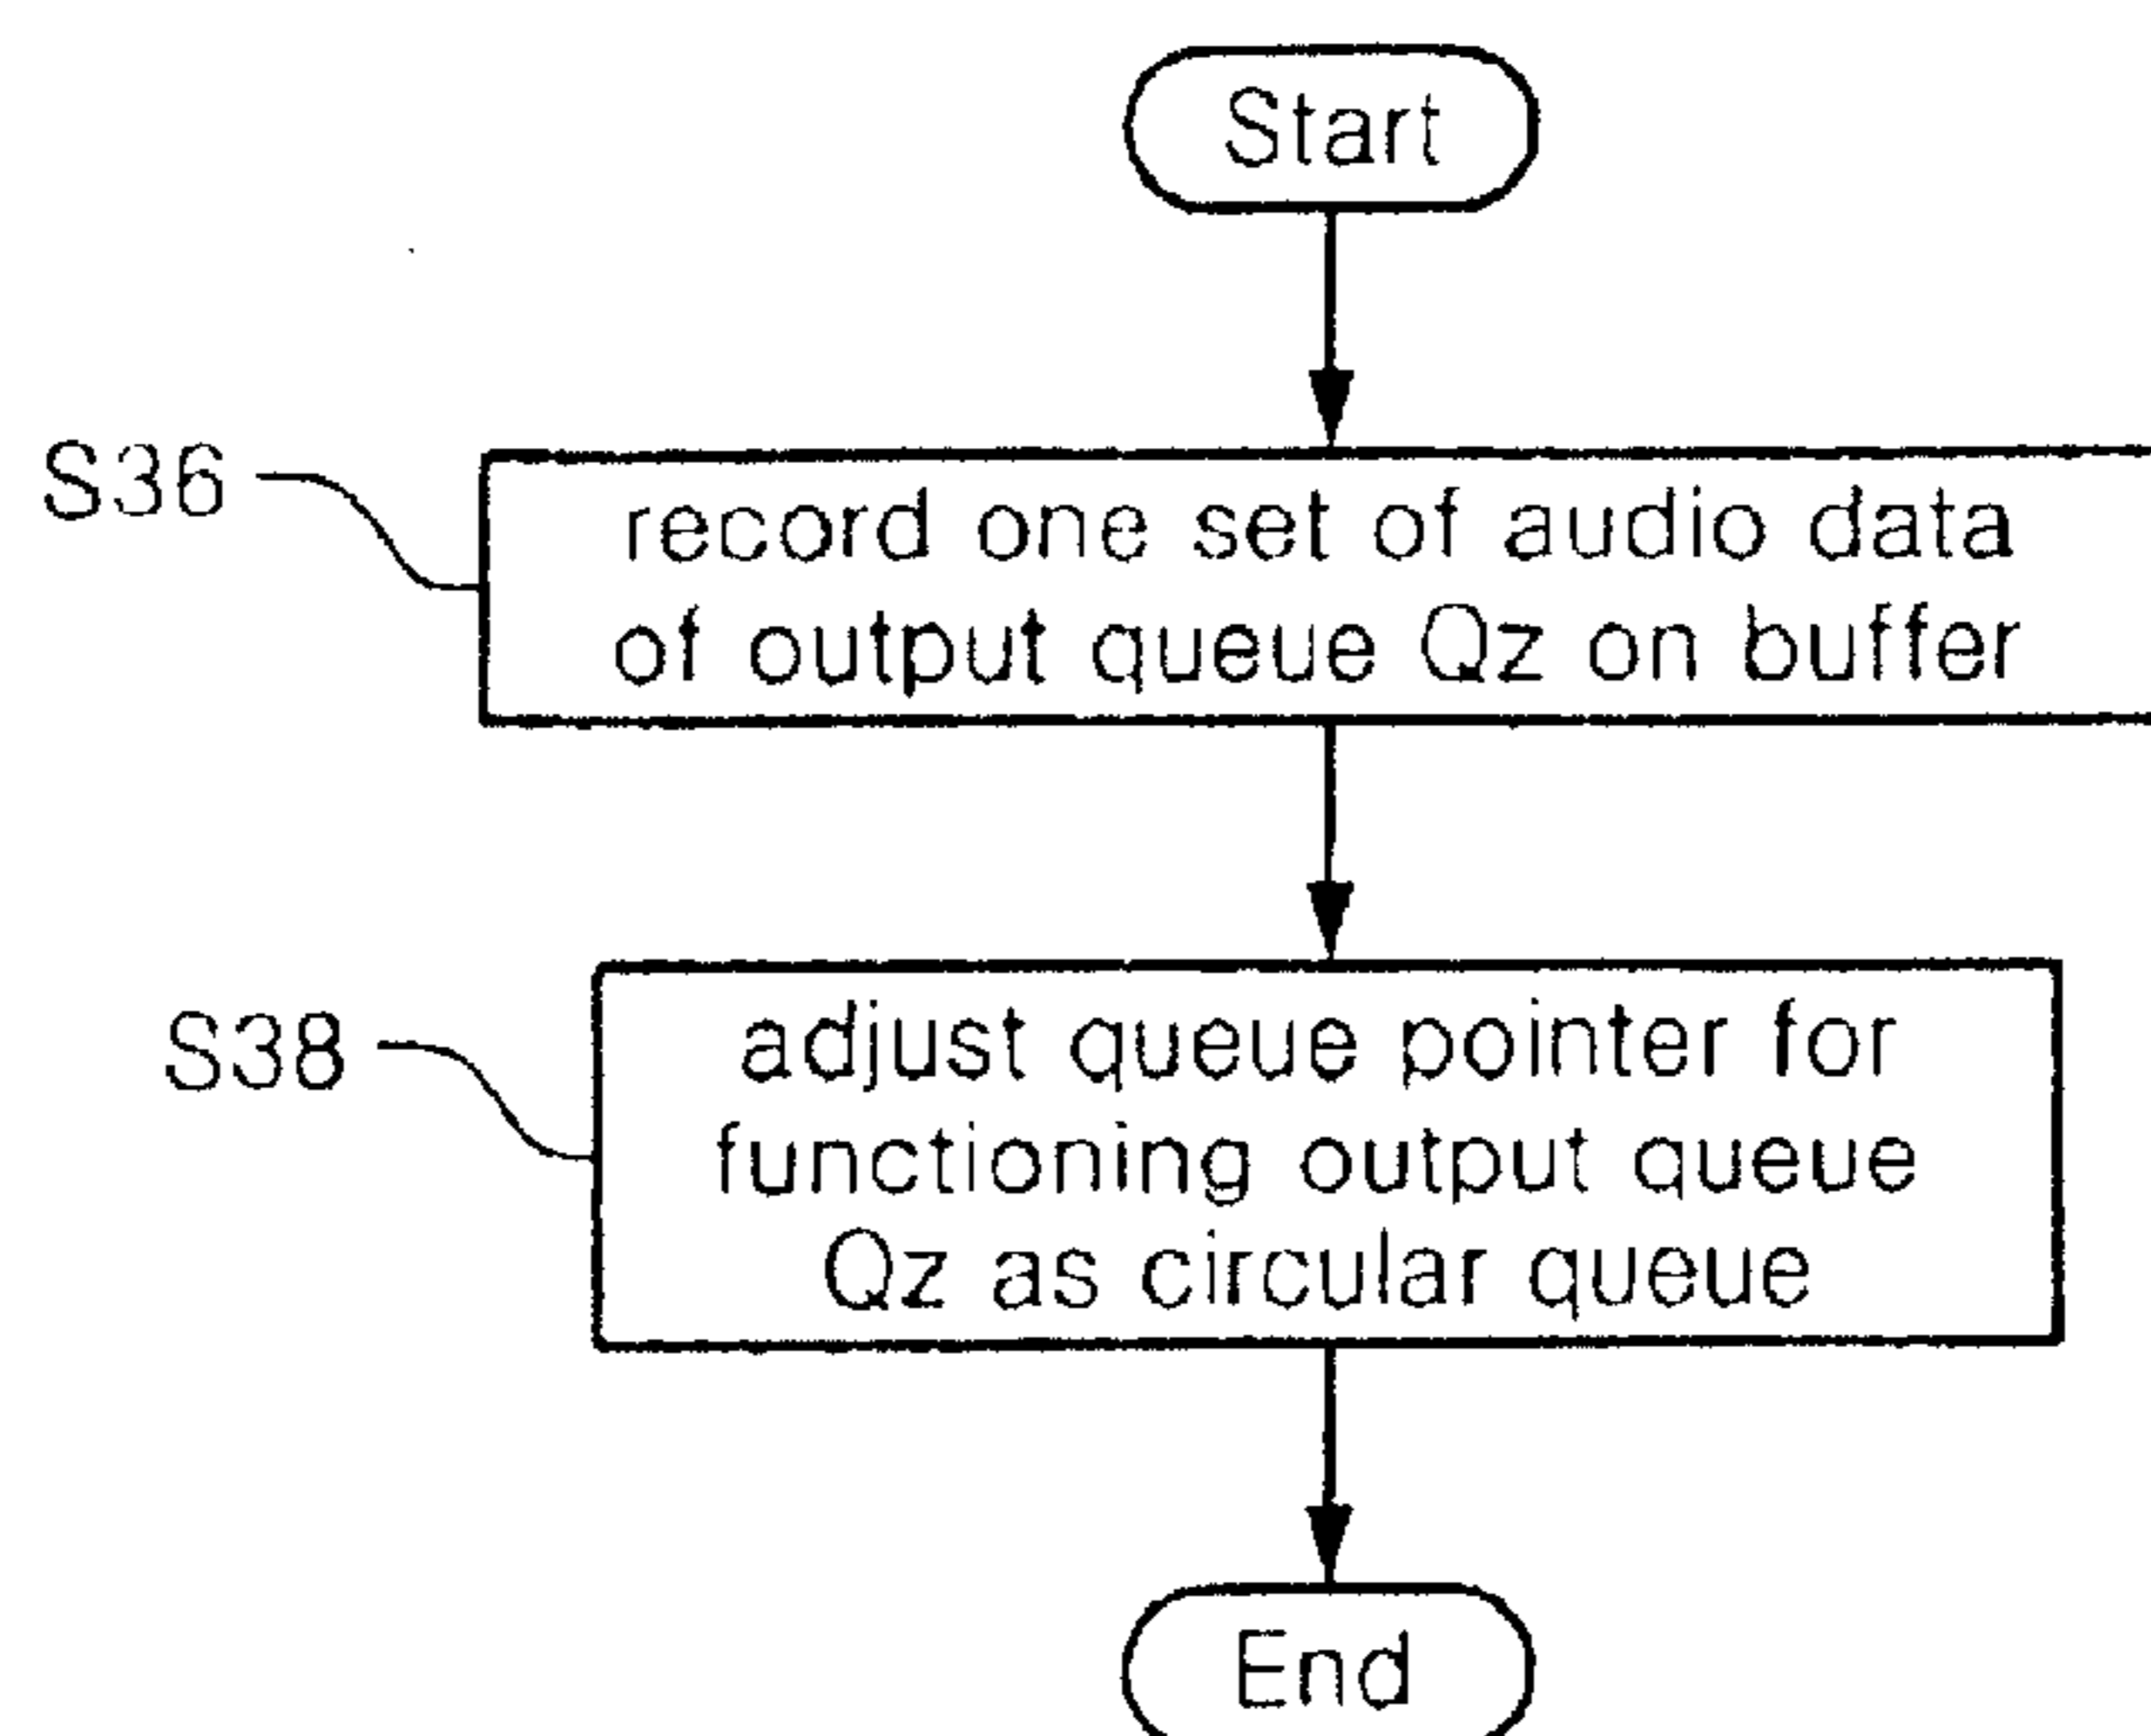 Start
S36
record one set of audio data
of output queue Qz on buffer
S38
adjust queue pointer for
functioning output queue
Qz as circular queue
End